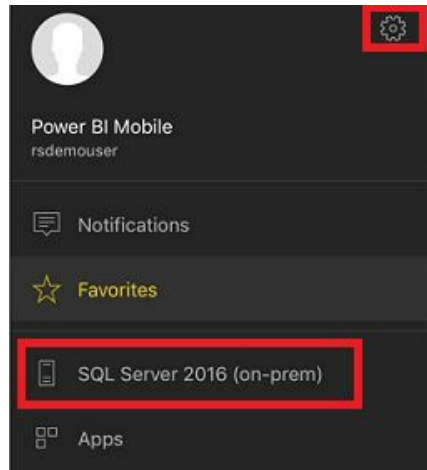 Power BI Mobile
rsdemouser
Notifications
Favorites
SQL Server 2016 (on-prem)
Apps